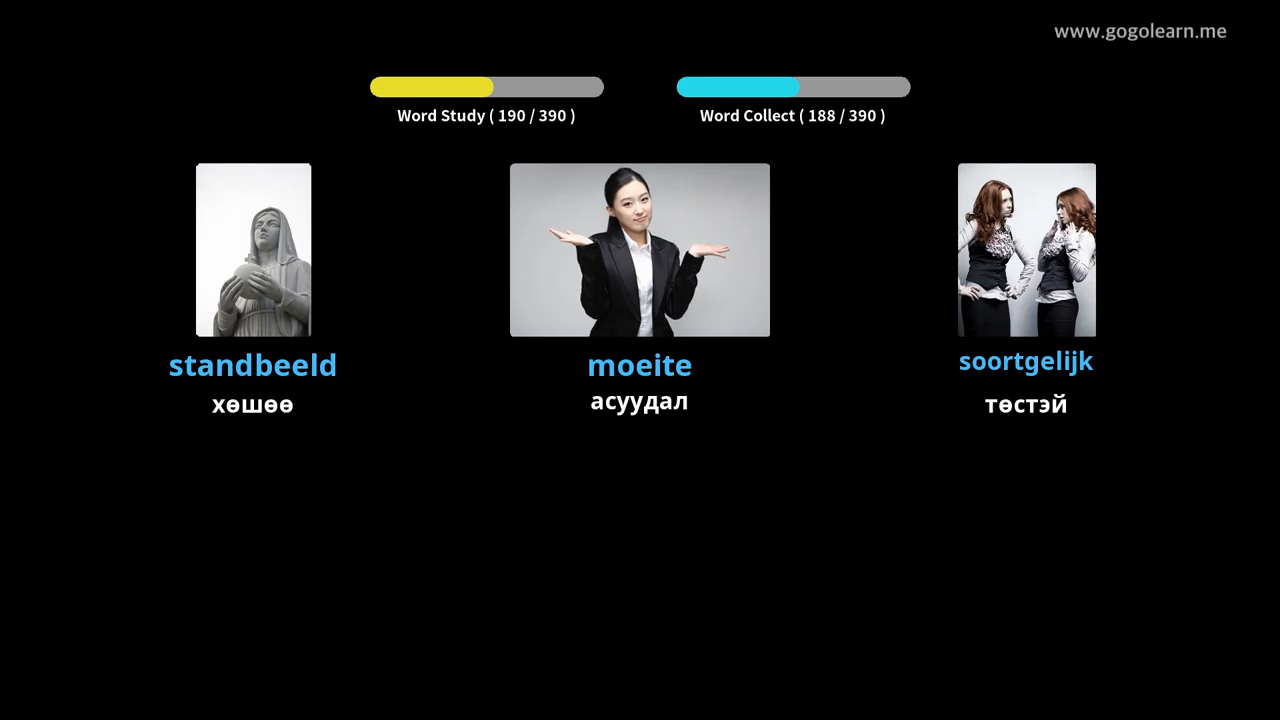 www.gogolearn.me
Word Study ( 190 / 390 )
Word Collect ( 188 / 390 )
standbeeld
хөшөө
moeite
асуудал
soortgelijk
төстэй